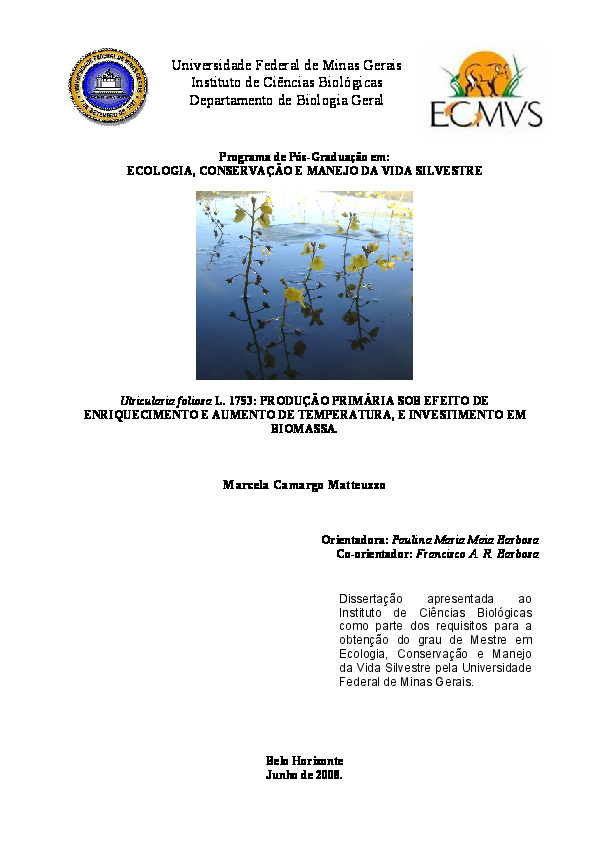 Universidade Federal de Minas Gerais
Instituto de Ciências Biológicas
Departamento de Biologia Geral
ECMVS
Programa de Pós-Graduação em:
ECOLOGIA, CONSERVAÇÃO E MANEJO DA VIDA SILVESTRE
Utricularia foliosa L. 1753: PRODUÇÃO PRIMÁRIA SOB EFEITO DE
ENRIQUECIMENTO E AUMENTO DE TEMPERATURA, E INVESTIMENTO EM
BIOMASSA.
Marcela Camargo Matteuzzo
Orientadora: Paulina Maria Maia Barbosa
Co-orientador: Francisco A. R. Barbosa
Dissertação apresentada ao
Instituto de Ciências Biológicas
como parte dos requisitos para a
obtenção do grau de Mestre em
Ecologia, Conservação e Manejo
da Vida Silvestre pela Universidade
Federal de Minas Gerais.
Belo Horizonte
Junho de 2008.